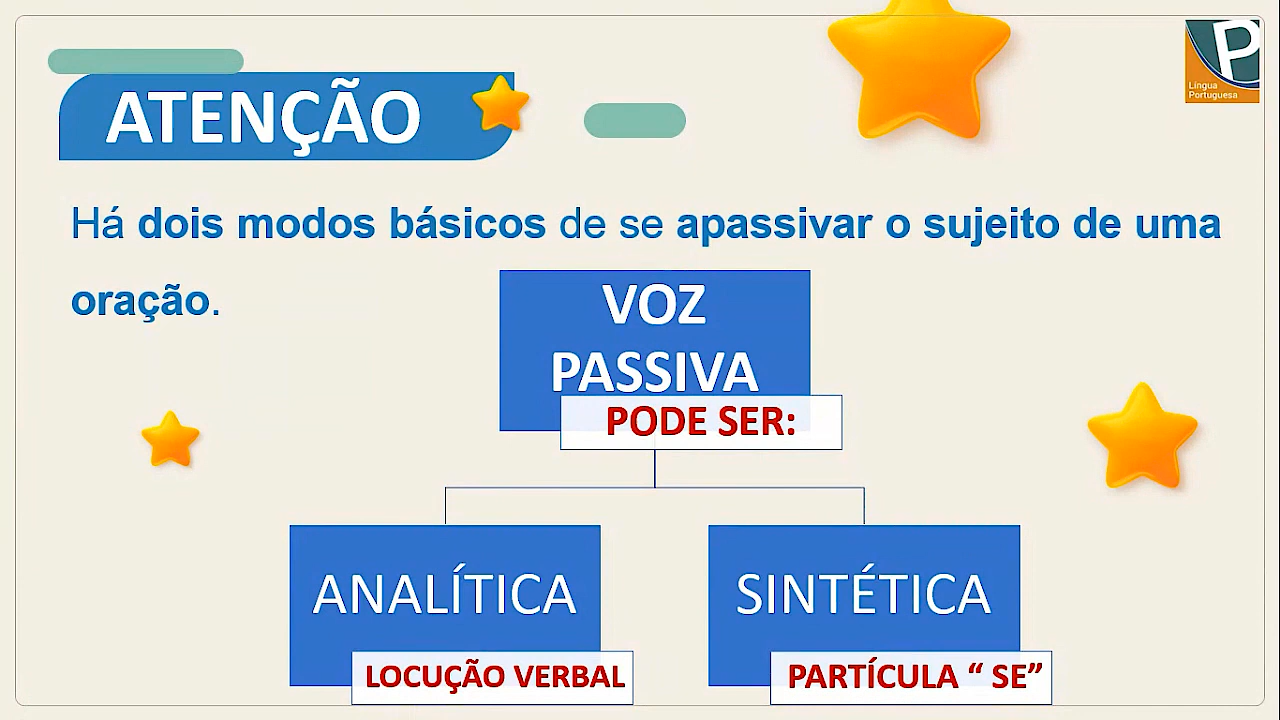 P
Língua
Portuguesa
ATENÇÃO
Há dois modos básicos de se apassivar o sujeito de uma
oração.
VOZ
PASSIVA
PODE SER:
ANALÍTICA
SINTÉTICA
LOCUÇÃO VERBAL
PARTÍCULA “ SE”